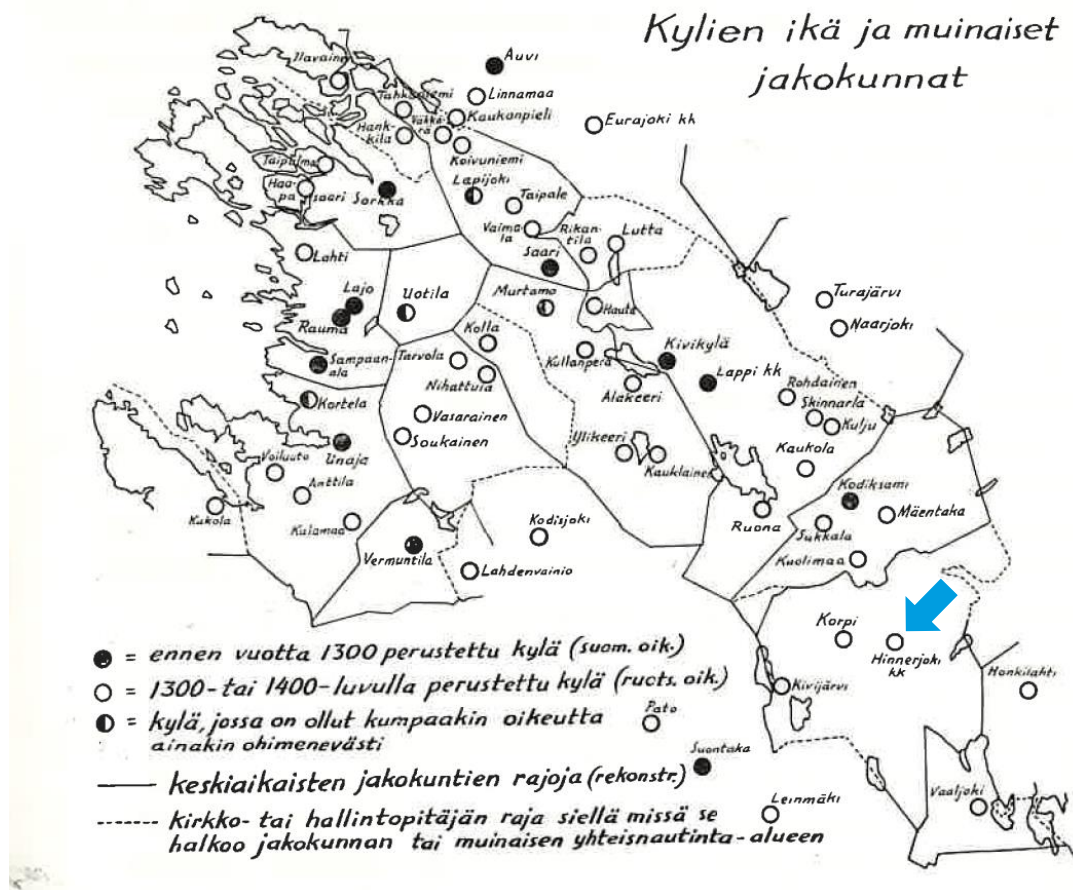 Kylien ikä ja muinaiset
jakokunnat
Ilavainen
Auvi
Linnamaa
Kaukanpieli
Eurajoki kk
Hankkila
Koivuniemi
Lapijoki
Taipale
Haapasaari
Sorkka
Vaimala
Rikantila
Lutta
Saari
Lahti
Lajo
Rauma
Uotila
Murtamo
Turajärvi
Naarjoki
Kolla
Kivikylä
Sampaanala
Tarvola
Kullanperä
Lappi kk
Nihattula
Alakeeri
Rohdainen
Skinnarla
Kulju
Kortela
Vasarainen
Soukainen
Ylikeeri
Kauklainen
Kaukola
Unaja
Voiluoto
Anttila
Kodiksami
Mäentaka
Kukola
Kulamaa
Kodisjoki
Ruona
Sukkala
Kuolimaa
Vermuntila
Lahdenvainio
Korpi
Hinnerjoki
kk
Honkilahti
Kivijärvi
Pato
Suontaka
Leinmäki
Vaaljoki
= ennen vuotta 1300 perustettu kylä (suom. oik.)
= 1300- tai 1400-luvulla perustettu kylä (ruots. oik.)
= kylä, jossa on ollut kumpaakin oikeutta
ainakin ohimenevästi
keskiaikaisten jakokuntien rajoja (rekonstr.)
kirkko- tai hallintopitäjän raja siellä missä se
halkoo jakokunnan tai muinaisen yhteisnautinta-alueen